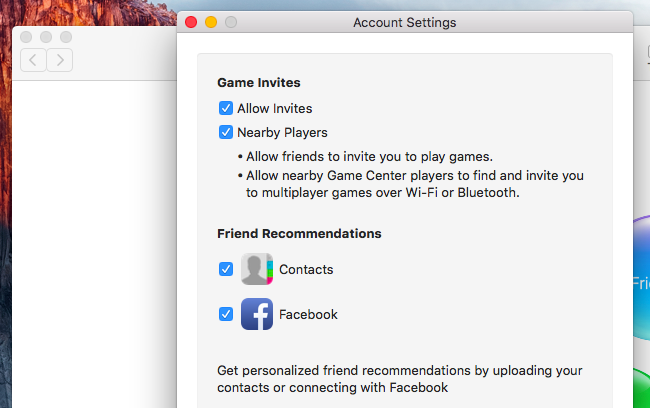 Account Settings
Game Invites
Allow Invites
Nearby Players
• Allow friends to invite you to play games.
• Allow nearby Game Center players to find and invite you
to multiplayer games over Wi-Fi or Bluetooth.
Friend Recommendations
Contacts
Facebook
Get personalized friend recommendations by uploading your
contacts or connecting with Facebook